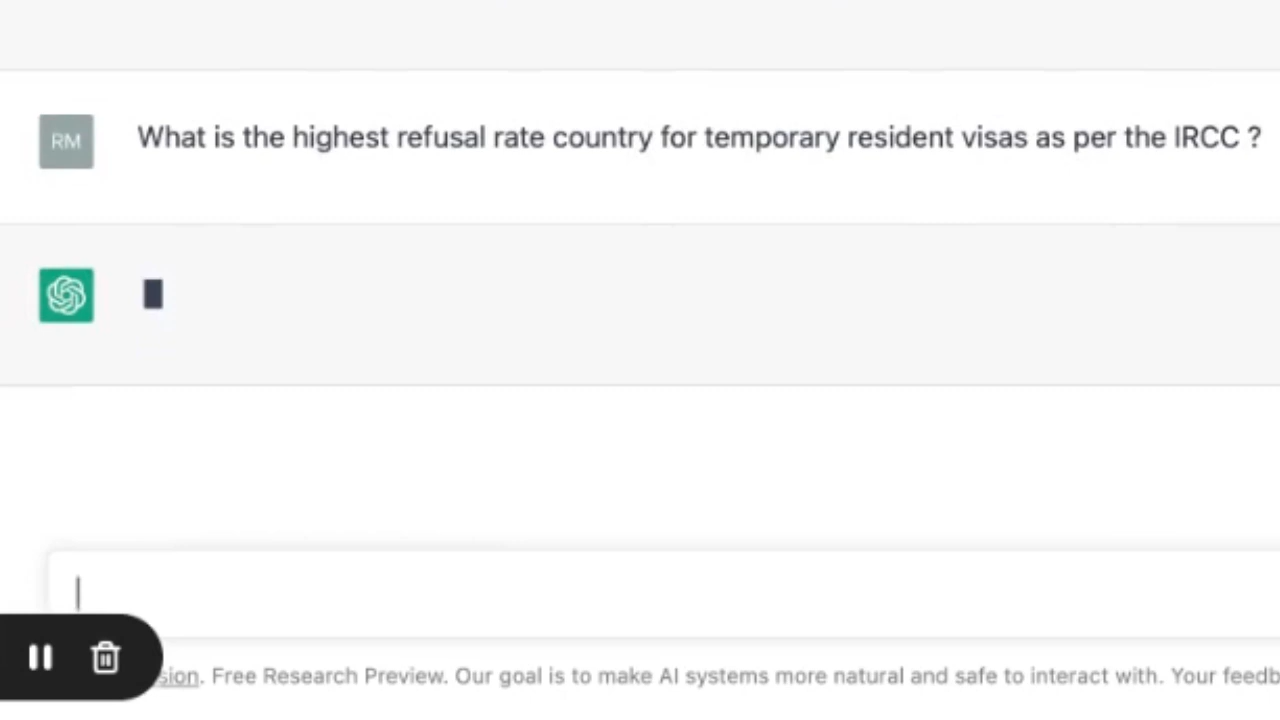 RM
What is the highest refusal rate country for temporary resident visas as per the IRCC ?
sion. Free Research Preview. Our goal is to make AI systems more natural and safe to interact with. Your feedb